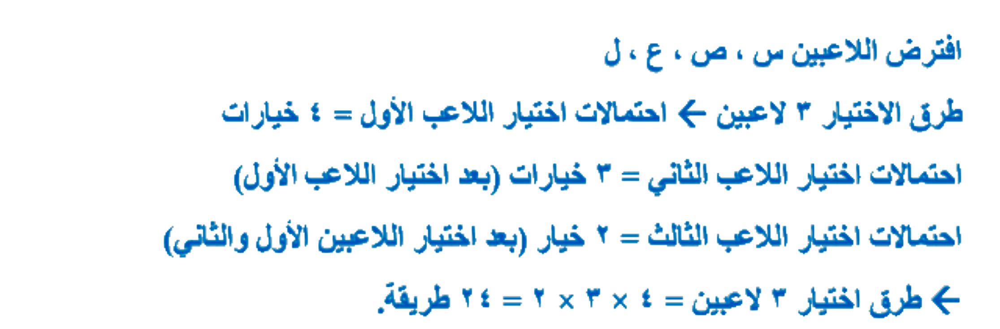 افترض اللاعبين س ، ص ، ع ، ل
طرق الاختيار ٣ لاعبين ← احتمالات اختيار اللاعب الأول = ٤ خيارات
احتمالات اختيار اللاعب الثاني = ٣ خيارات (بعد اختيار اللاعب الأول)
احتمالات اختيار اللاعب الثالث = ٢ خيار (بعد اختيار اللاعبين الأول والثاني)
← طرق اختيار ٣ لاعبين = ٤ × ٣ × ٢ = ٢٤ طريقة.